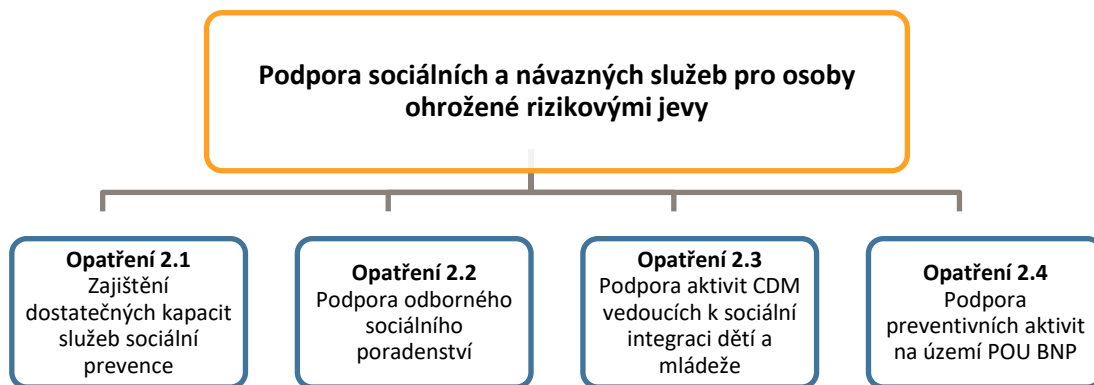 Podpora sociálních a návazných služeb pro osoby
ohrožené rizikovými jevy
Opatření 2.1
Zajištění
dostatečných kapacit
služeb sociální
prevence
Opatření 2.2
Podpora odborného
sociálního
poradenství
Opatření 2.3
Podpora aktivit CDM
vedoucích k sociální
integraci dětí a
mládeže
Opatření 2.4
Podpora
preventivních aktivit
na území POU BNP